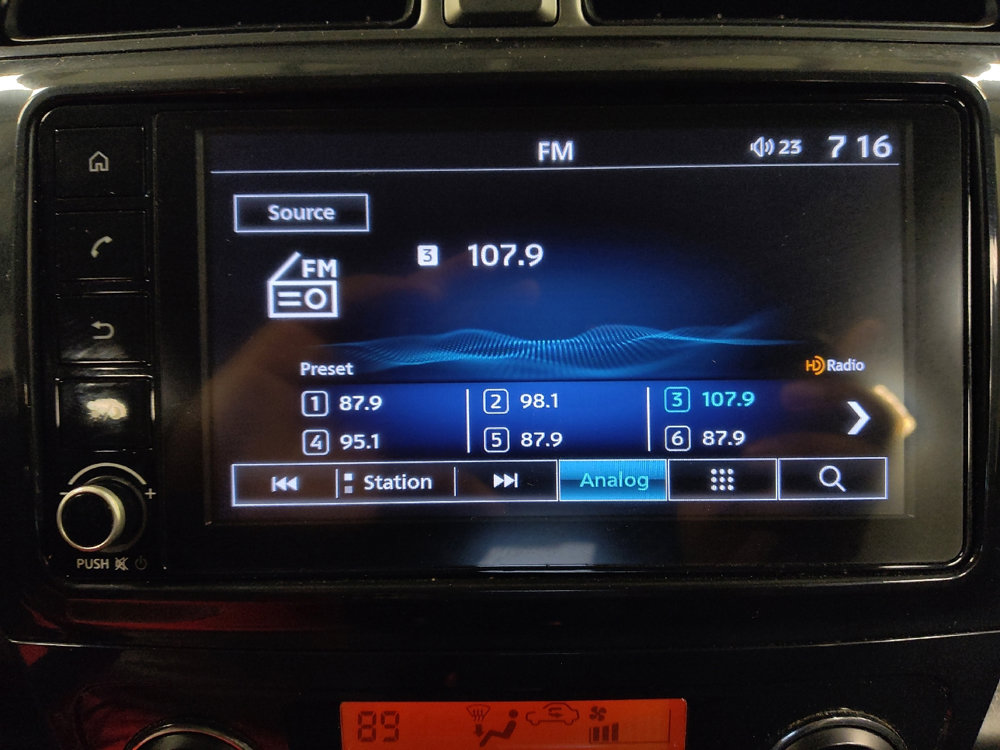 FM 23 7 16
Source
FM
3 107.9
Preset
HD Radio
1 87.9 2 98.1 3 107.9
4 95.1 5 87.9 6 87.9
Station Analog
- +
PUSH
89